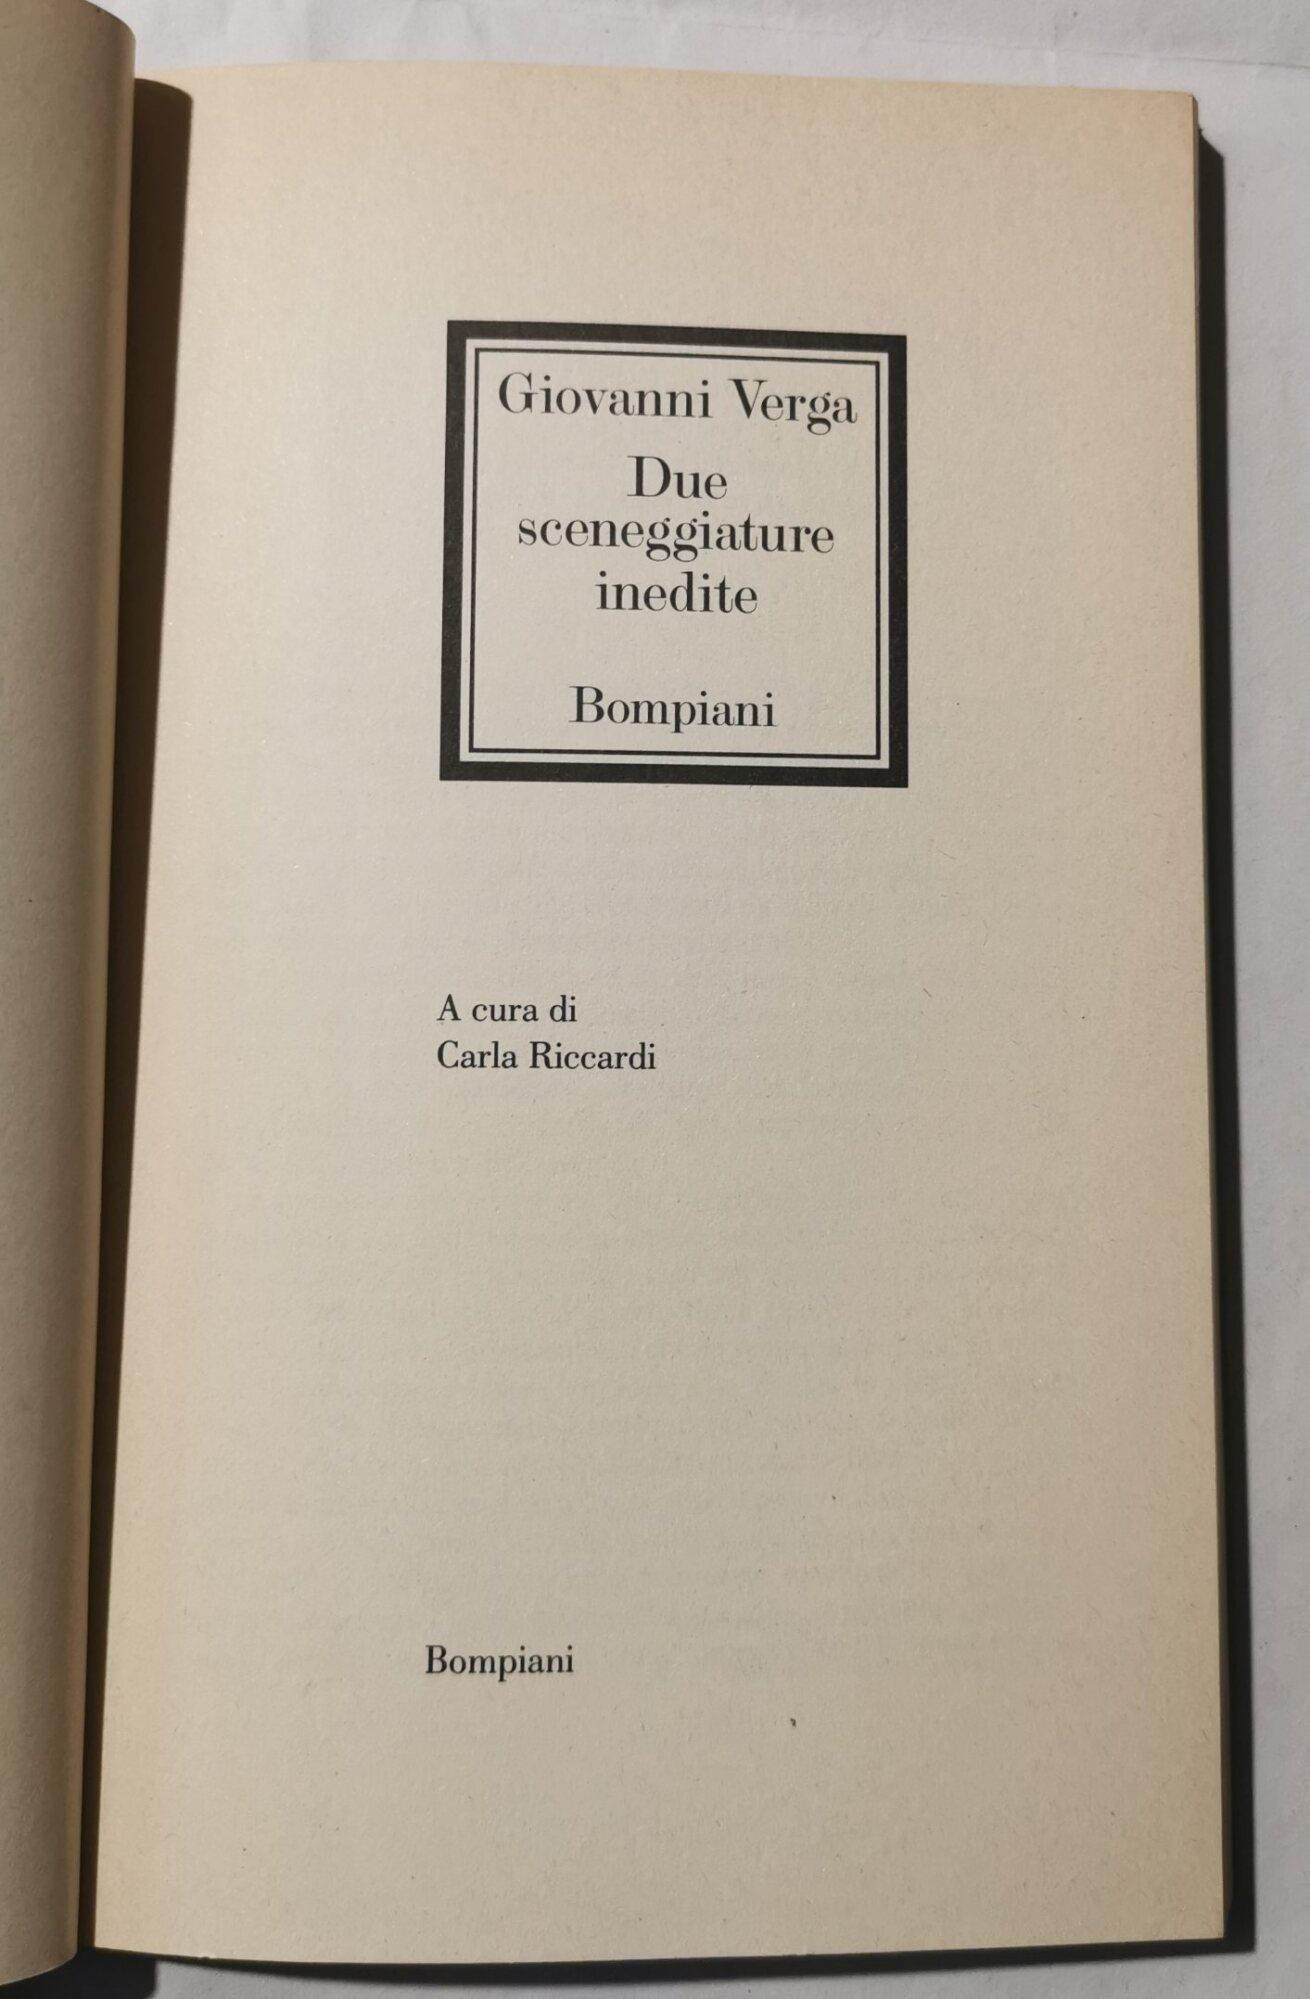 Giovanni Verga
Due
sceneggiature
inedite
Bompiani
A cura di
Carla Riccardi
Bompiani